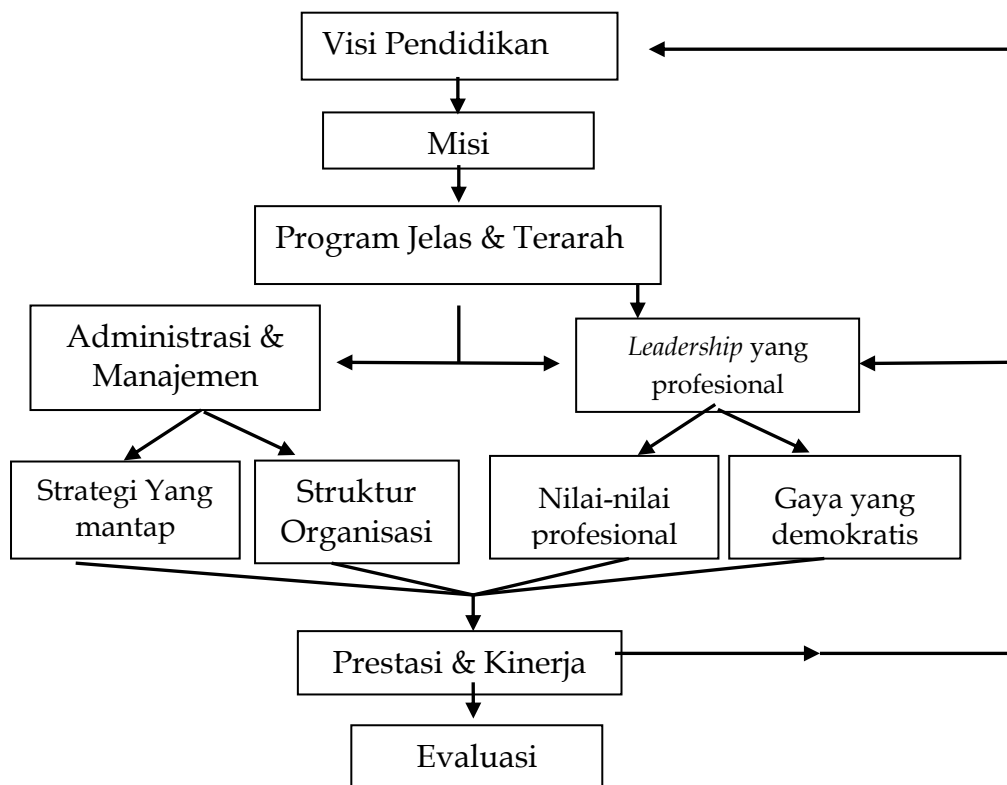 Visi Pendidikan
Misi
Program Jelas & Terarah
Administrasi &
Manajemen
Leadership yang
profesional
Strategi Yang
mantap
Struktur
Organisasi
Nilai-nilai
profesional
Gaya yang
demokratis
Prestasi & Kinerja
Evaluasi